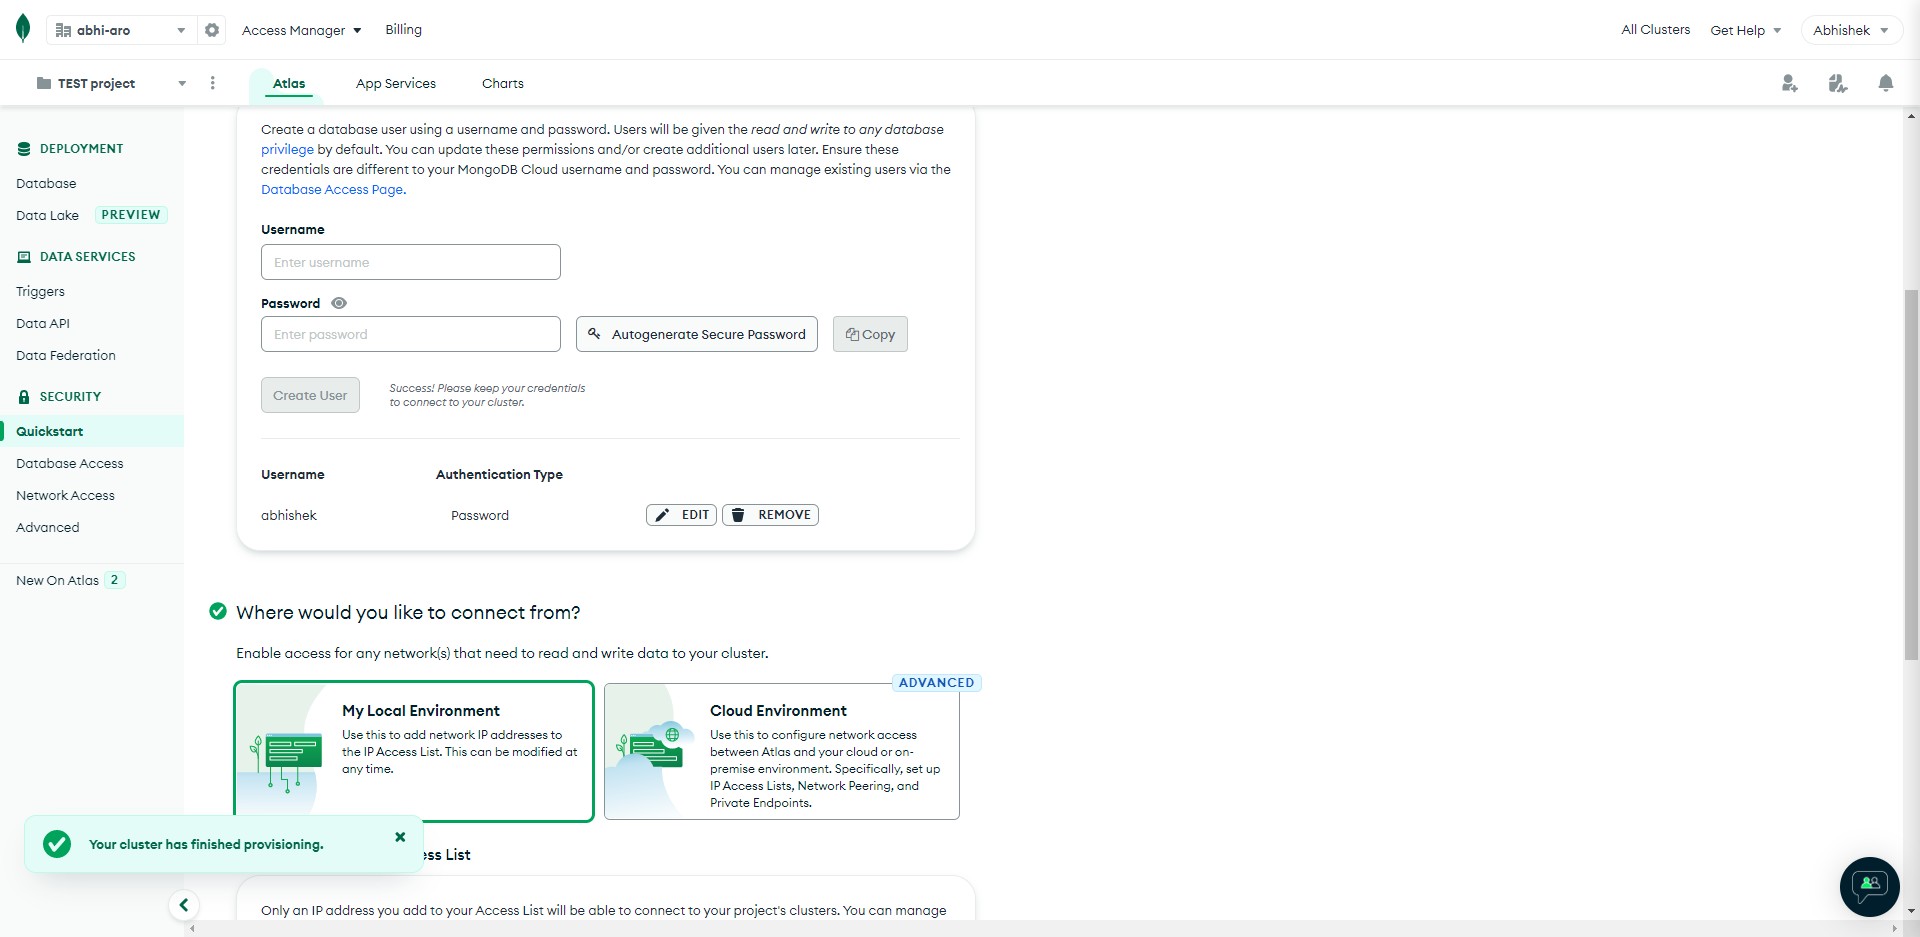 abhi-aro
Access Manager
Billing
All Clusters
Get Help
Abhishek
TEST project
Atlas
App Services
Charts
DEPLOYMENT
Database
Data Lake PREVIEW
DATA SERVICES
Triggers
Data API
Data Federation
SECURITY
Quickstart
Database Access
Network Access
Advanced
New On Atlas 2
Create a database user using a username and password. Users will be given the read and write to any database
privilege by default. You can update these permissions and/or create additional users later. Ensure these
credentials are different to your MongoDB Cloud username and password. You can manage existing users via the
Database Access Page.
Username
Enter username
Password
Enter password
Autogenerate Secure Password
Copy
Create User
Success! Please keep your credentials
to connect to your cluster.
Username Authentication Type
abhishek Password EDIT REMOVE
Where would you like to connect from?
Enable access for any network(s) that need to read and write data to your cluster.
My Local Environment
Use this to add network IP addresses to
the IP Access List. This can be modified at
any time.
ADVANCED
Cloud Environment
Use this to configure network access
between Atlas and your cloud or on-
premise environment. Specifically, set up
IP Access Lists, Network Peering, and
Private Endpoints.
Your cluster has finished provisioning.
ess List
Only an IP address you add to your Access List will be able to connect to your project's clusters. You can manage